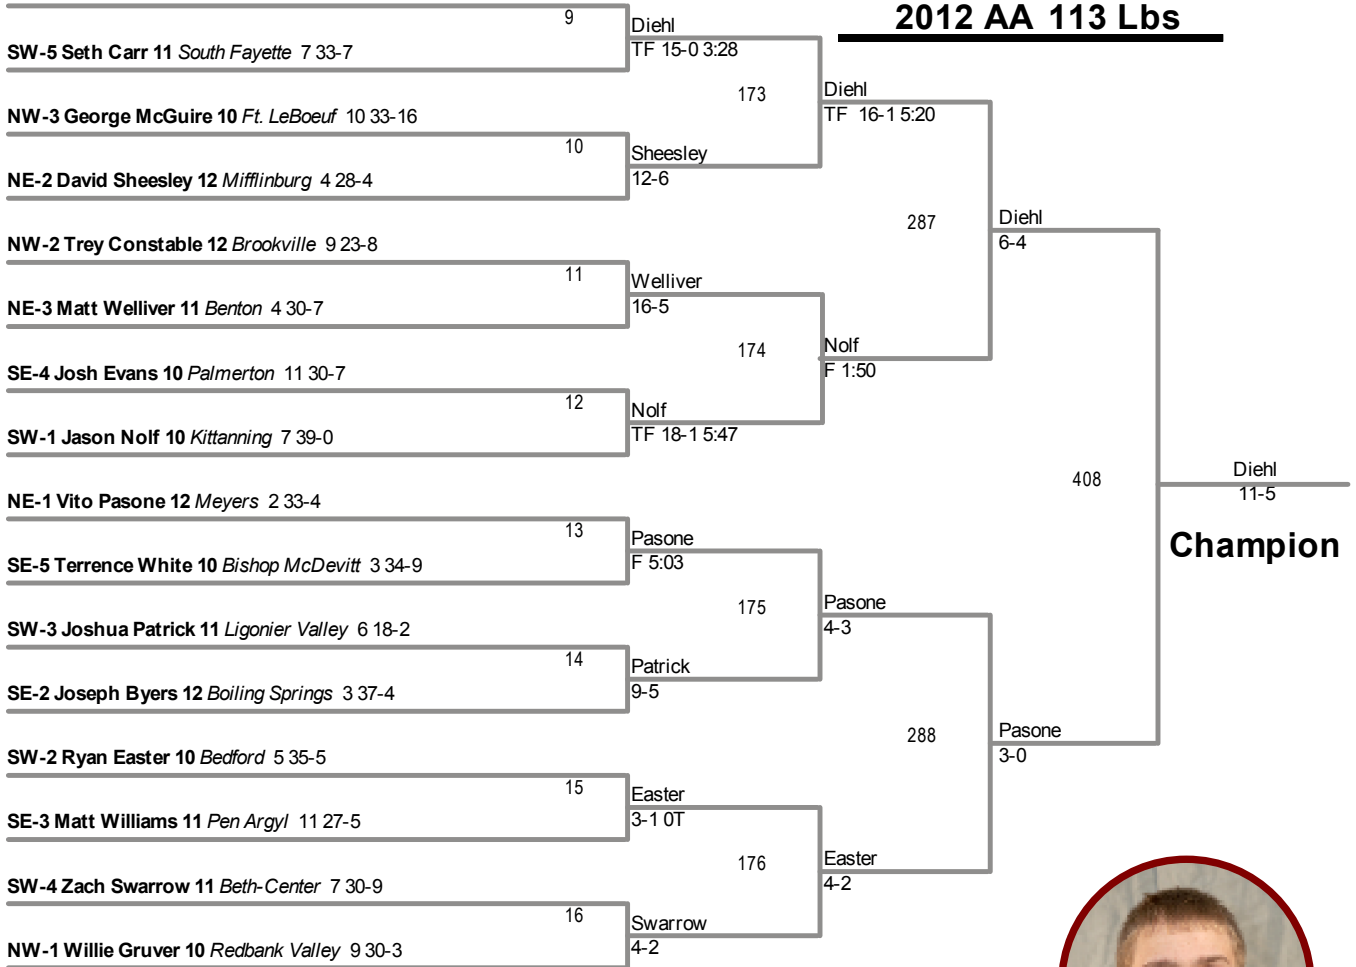 2012 AA 113 Lbs
9
Diehl
TF 15-0 3:28
SW-5 Seth Carr 11 South Fayette 7 33-7
173
Diehl
TF 16-1 5:20
NW-3 George McGuire 10 Ft. LeBoeuf 10 33-16
10
Sheesley
12-6
NE-2 David Sheesley 12 Mifflinburg 4 28-4
287
Diehl
6-4
NW-2 Trey Constable 12 Brookville 9 23-8
11
Welliver
16-5
NE-3 Matt Welliver 11 Benton 4 30-7
174
Nolf
F 1:50
SE-4 Josh Evans 10 Palmerton 11 30-7
12
Nolf
TF 18-1 5:47
SW-1 Jason Nolf 10 Kittanning 7 39-0
408
Diehl
11-5
Champion
NE-1 Vito Pasone 12 Meyers 2 33-4
13
Pasone
F 5:03
SE-5 Terrence White 10 Bishop McDevitt 3 34-9
175
Pasone
4-3
SW-3 Joshua Patrick 11 Ligonier Valley 6 18-2
14
Patrick
9-5
SE-2 Joseph Byers 12 Boiling Springs 3 37-4
288
Pasone
3-0
SW-2 Ryan Easter 10 Bedford 5 35-5
15
Easter
3-1 0T
SE-3 Matt Williams 11 Pen Argyl 11 27-5
176
Easter
4-2
SW-4 Zach Swarrow 11 Beth-Center 7 30-9
16
Swarrow
4-2
NW-1 Willie Gruver 10 Redbank Valley 9 30-3